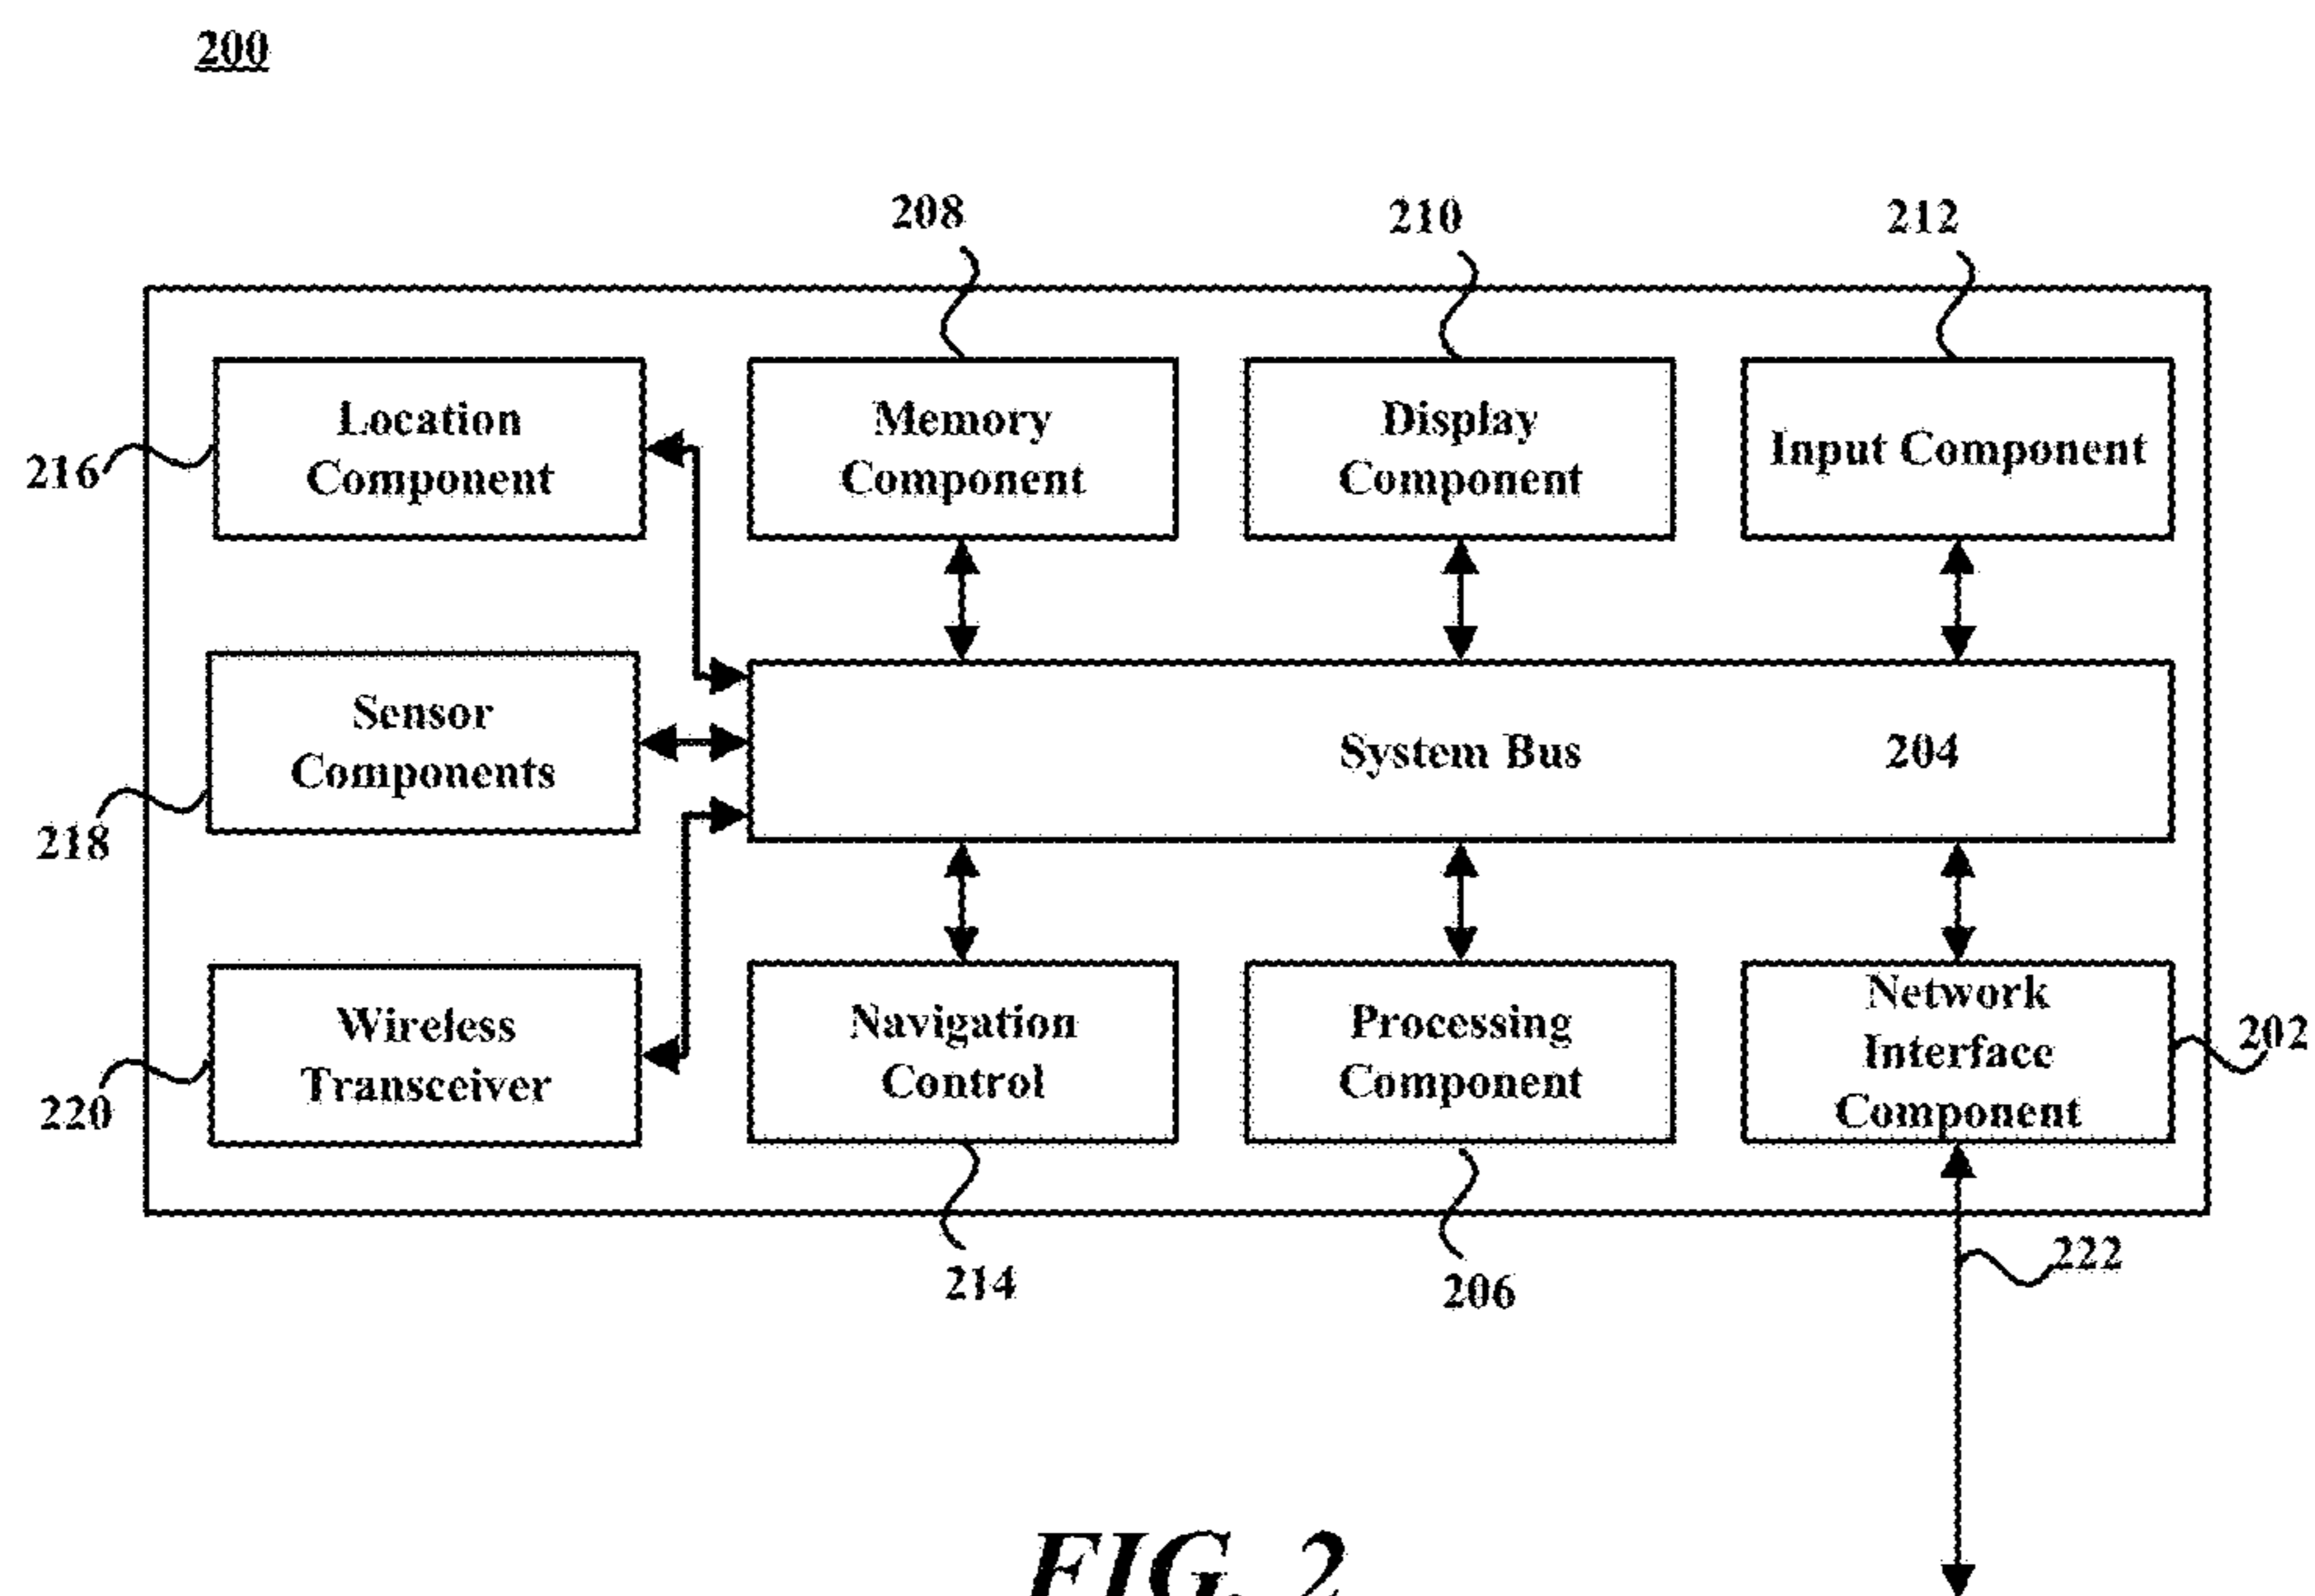 200
208
210
212
Location
Component
Memory
Component
Display
Component
Input Component
216
Sensor
Components
System Bus
204
218
Wireless
Transceiver
Navigation
Control
Processing
Component
Network
Interface
Component
202
220
214
206
222
FIG. 2